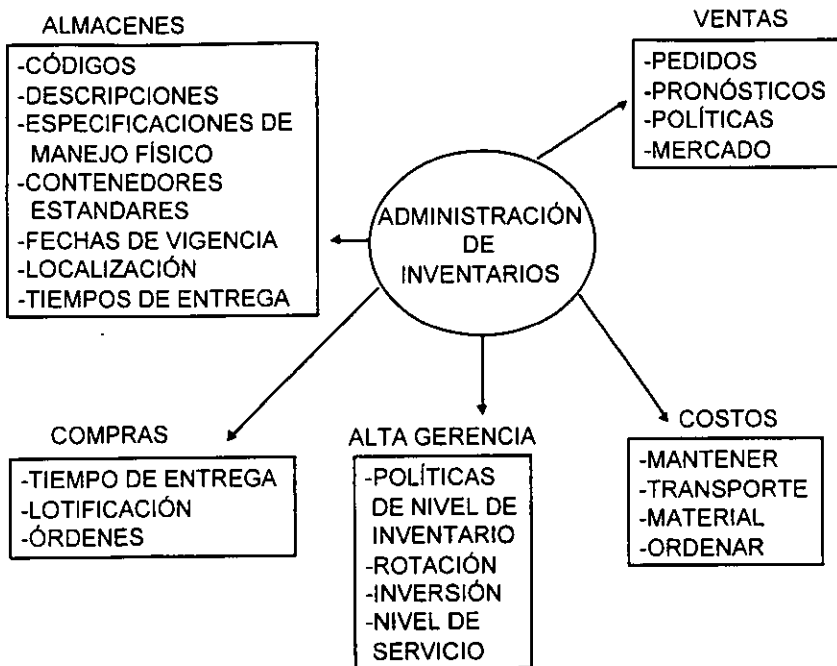 ALMACENES
-CÓDIGOS
-DESCRIPCIONES
-ESPECIFICACIONES DE
MANEJO FÍSICO
-CONTENEDORES
ESTANDARES
-FECHAS DE VIGENCIA
-LOCALIZACIÓN
-TIEMPOS DE ENTREGA
VENTAS
-PEDIDOS
-PRONÓSTICOS
-POLÍTICAS
-MERCADO
ADMINISTRACIÓN
DE
INVENTARIOS
COMPRAS
-TIEMPO DE ENTREGA
-LOTIFICACIÓN
-ÓRDENES
ALTA GERENCIA
-POLÍTICAS
DE NIVEL DE
INVENTARIO
-ROTACIÓN
-INVERSIÓN
-NIVEL DE
SERVICIO
COSTOS
-MANTENER
-TRANSPORTE
-MATERIAL
-ORDENAR